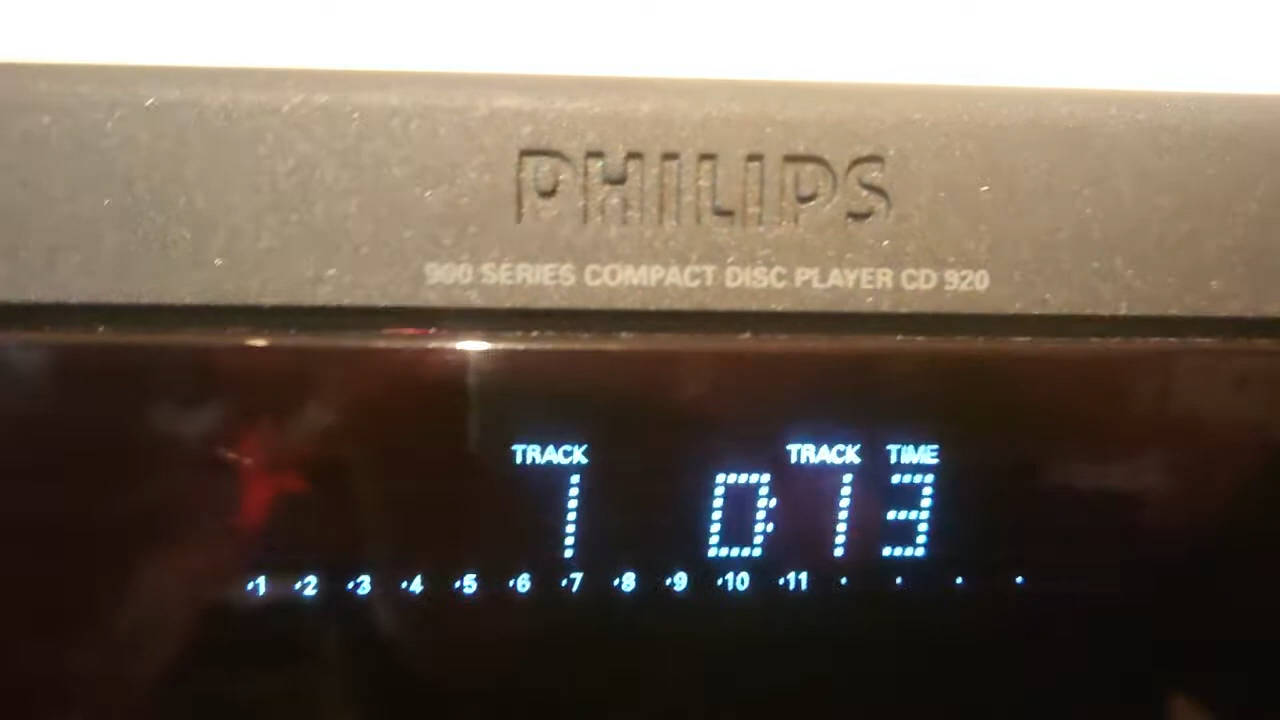 PHILIPS
900 SERIES COMPACT DISC PLAYER CD 920
TRACK TRACK TIME
1 0:13
1 2 3 4 5 6 7 8 9 10 11